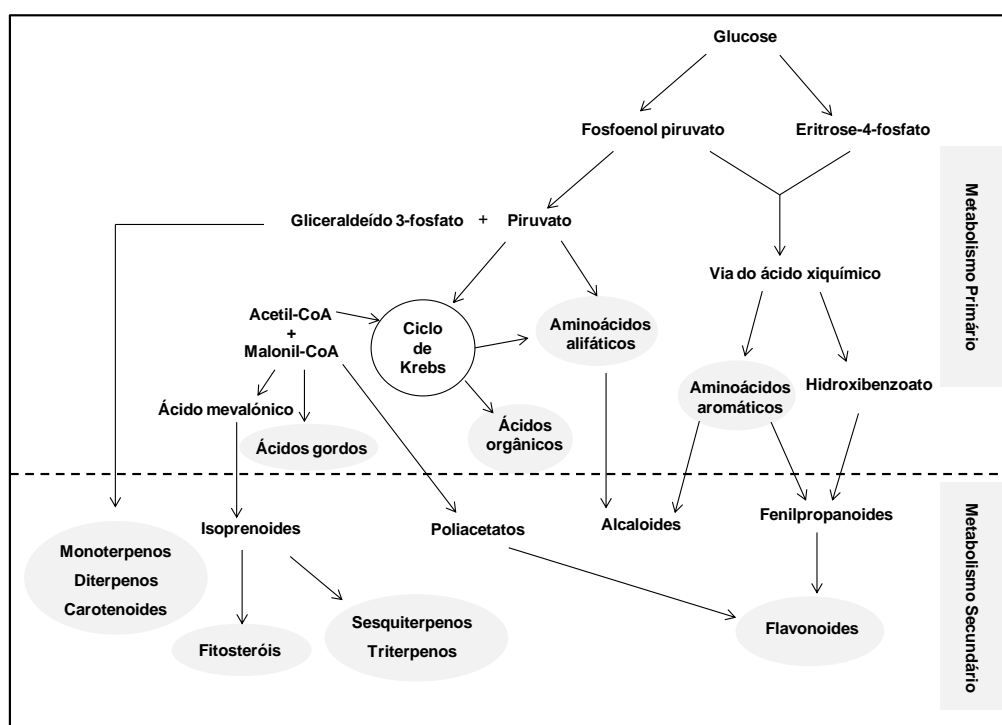 Glucose
Fosfoenol piruvato
Eritrose-4-fosfato
Metabolismo Primário
Gliceraldeído 3-fosfato + Piruvato
Via do ácido xiquímico
Acetil-CoA
+
Malonil-CoA
Ciclo
de
Krebs
Aminoácidos
alifáticos
Aminoácidos
aromáticos
Hidroxibenzoato
Ácido mevalónico
Ácidos gordos
Ácidos
orgânicos
Metabolismo Secundário
Isoprenoides
Poliacetatos
Alcaloides
Fenilpropanoides
Monoterpenos
Diterpenos
Carotenoides
Fitosteróis
Sesquiterpenos
Triterpenos
Flavonoides